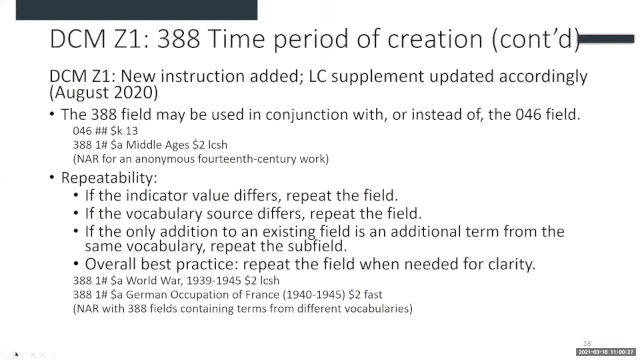 DCM Z1: 388 Time period of creation (cont'd)
DCM Z1: New instruction added; LC supplement updated accordingly
(August 2020)
• The 388 field may be used in conjunction with, or instead of, the 046 field.
046 ## $k 13
388 1# $a Middle Ages $2 lcsh
(NAR for an anonymous fourteenth-century work)
• Repeatability:
• If the indicator value differs, repeat the field.
• If the vocabulary source differs, repeat the field.
• If the only addition to an existing field is an additional term from the
same vocabulary, repeat the subfield.
• Overall best practice: repeat the field when needed for clarity.
388 1# $a World War, 1939-1945 $2 lcsh
388 1# $a German Occupation of France (1940-1945) $2 fast
(NAR with 388 fields containing terms from different vocabularies)
18
2021-03-16 11:00:27